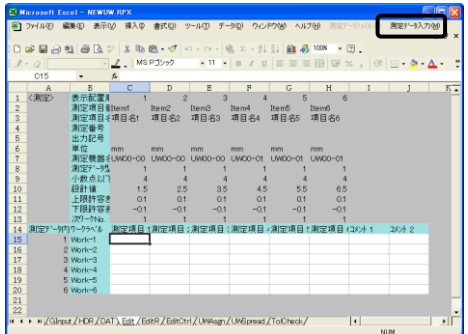 Microsoft Excel - NEWUW.RPX
ファイル(F) 編集(E) 表示(V) 挿入(I) 書式(O) ツール(T) データ(D) ウィンドウ(W) ヘルプ(H) 測定データ入力(W)
100%
MS Pゴシック 11 B I U
C15 fx
A B C D E F G H I J K
1 <測定> 1 2 3 4 5 6
2 Item1 Item2 Item3 Item4 Item5 Item6
3 項目名1 項目名2 項目名3 項目名4 項目名5 項目名6
4 測定番号
5 出力記号
6 単位 mm mm mm mm mm mm
7 測定機器 UW00-00 UW00-00 UW00-01 UW00-01 UW00-01 UW00-01
8 1 1 1 1 1 1
9 小数点以下 4 4 4 4 4 4
10 設計値 1.5 2.5 3.5 4.5 5.5 6.5
11 上限許容 0.1 0.1 0.1 0.1 0.1 0.1
12 下限許容 -0.1 -0.1 -0.1 -0.1 -0.1 -0.1
13 次ワークNo. 1 1 1 1 1 1
14 ワークラベル 測定項目 測定項目 測定項目 測定項目 測定項目 測定項目 コメント 1 コメント 2
15 1 Work-1
16 2 Work-2
17 3 Work-3
18 4 Work-4
19 5 Work-5
20 6 Work-6
21
22
GInput / HDR / DAT \ Edit / EditR / EditCtrl / UWAsgn / UWSpread / TolCheck /
NUM